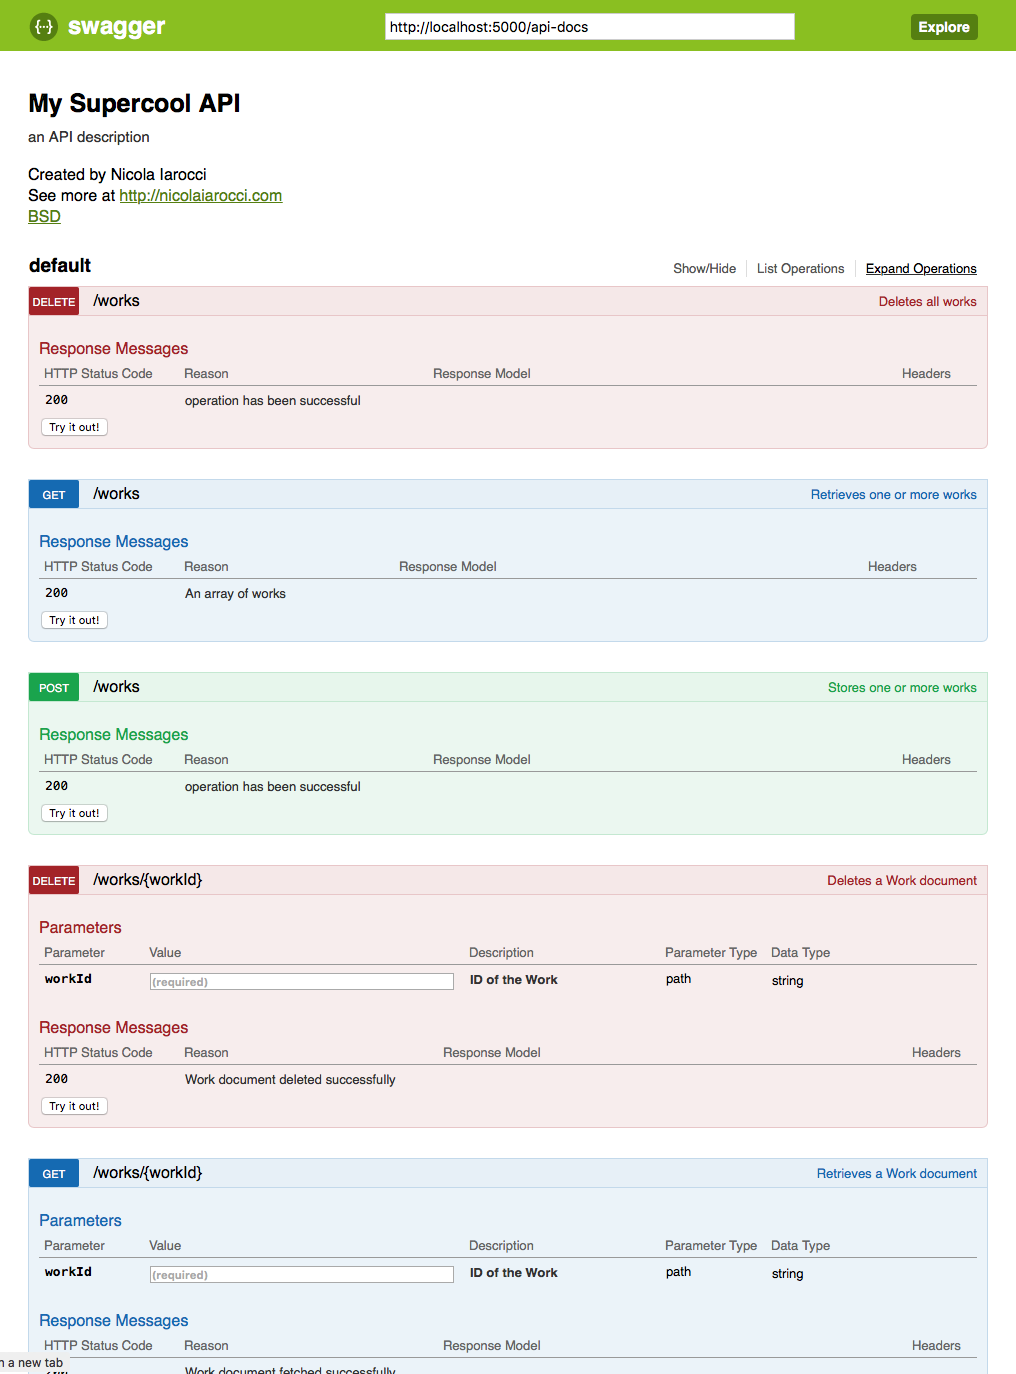 {···} swagger http://localhost:5000/api-docs Explore
My Supercool API
an API description
Created by Nicola Iarocci
See more at http://nicolaiarocci.com
BSD
default Show/Hide List Operations Expand Operations
DELETE /works Deletes all works
Response Messages
HTTP Status Code Reason Response Model Headers
200 operation has been successful
Try it out!
GET /works Retrieves one or more works
Response Messages
HTTP Status Code Reason Response Model Headers
200 An array of works
Try it out!
POST /works Stores one or more works
Response Messages
HTTP Status Code Reason Response Model Headers
200 operation has been successful
Try it out!
DELETE /works/{workId} Deletes a Work document
Parameters
Parameter Value Description Parameter Type Data Type
workId (required) ID of the Work path string
Response Messages
HTTP Status Code Reason Response Model Headers
200 Work document deleted successfully
Try it out!
GET /works/{workId} Retrieves a Work document
Parameters
Parameter Value Description Parameter Type Data Type
workId (required) ID of the Work path string
Response Messages
HTTP Status Code Reason Response Model Headers
n a new tab
Work document fetched successfully